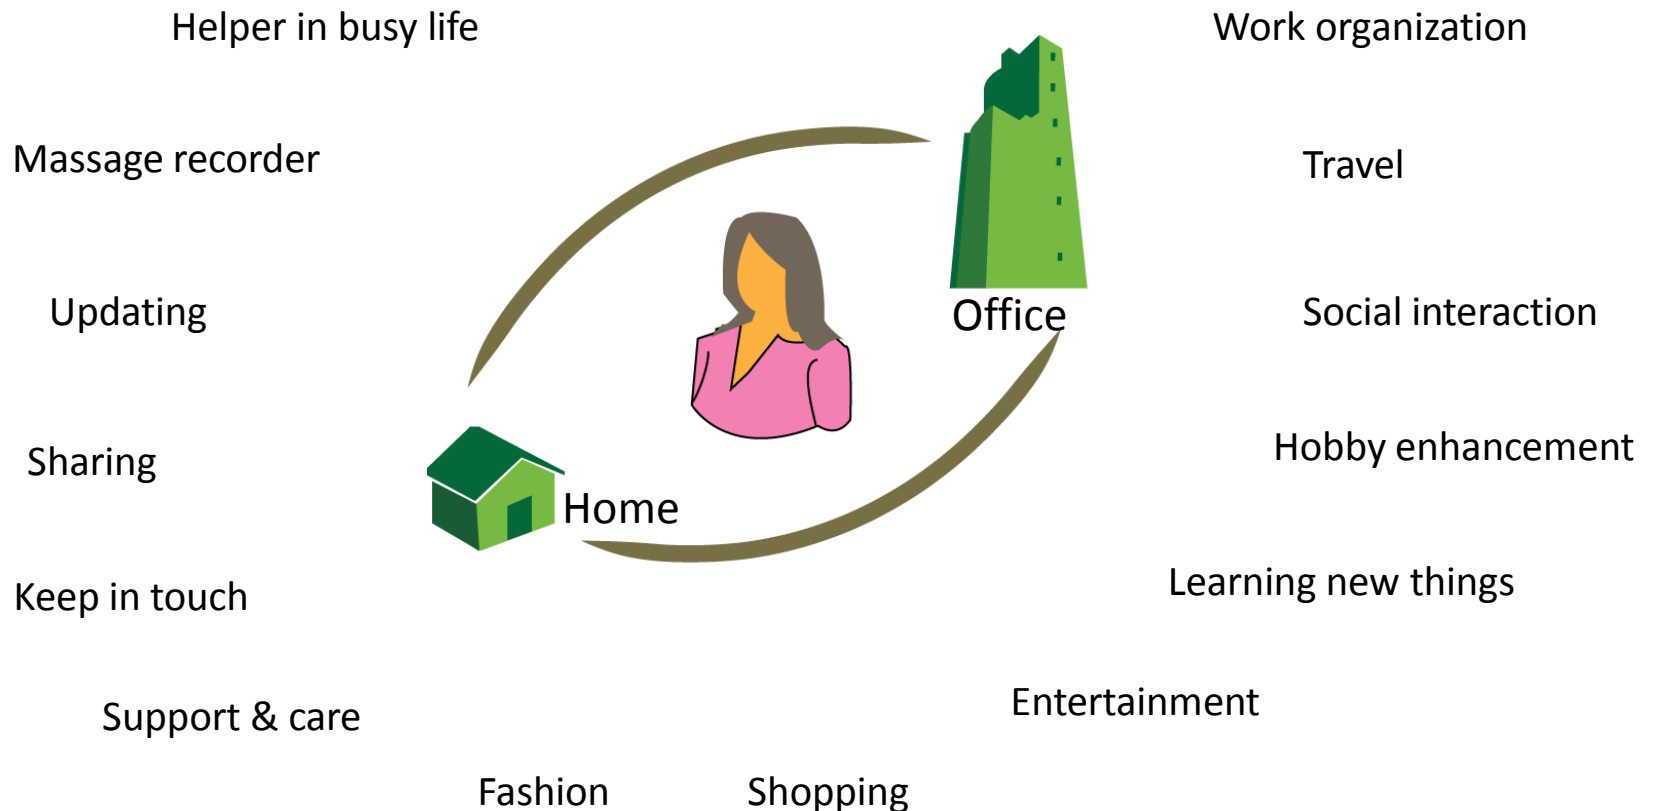 Helper in busy life
Work organization
Massage recorder
Travel
Updating
Office
Social interaction
Sharing
Home
Hobby enhancement
Keep in touch
Learning new things
Support & care
Entertainment
Fashion
Shopping